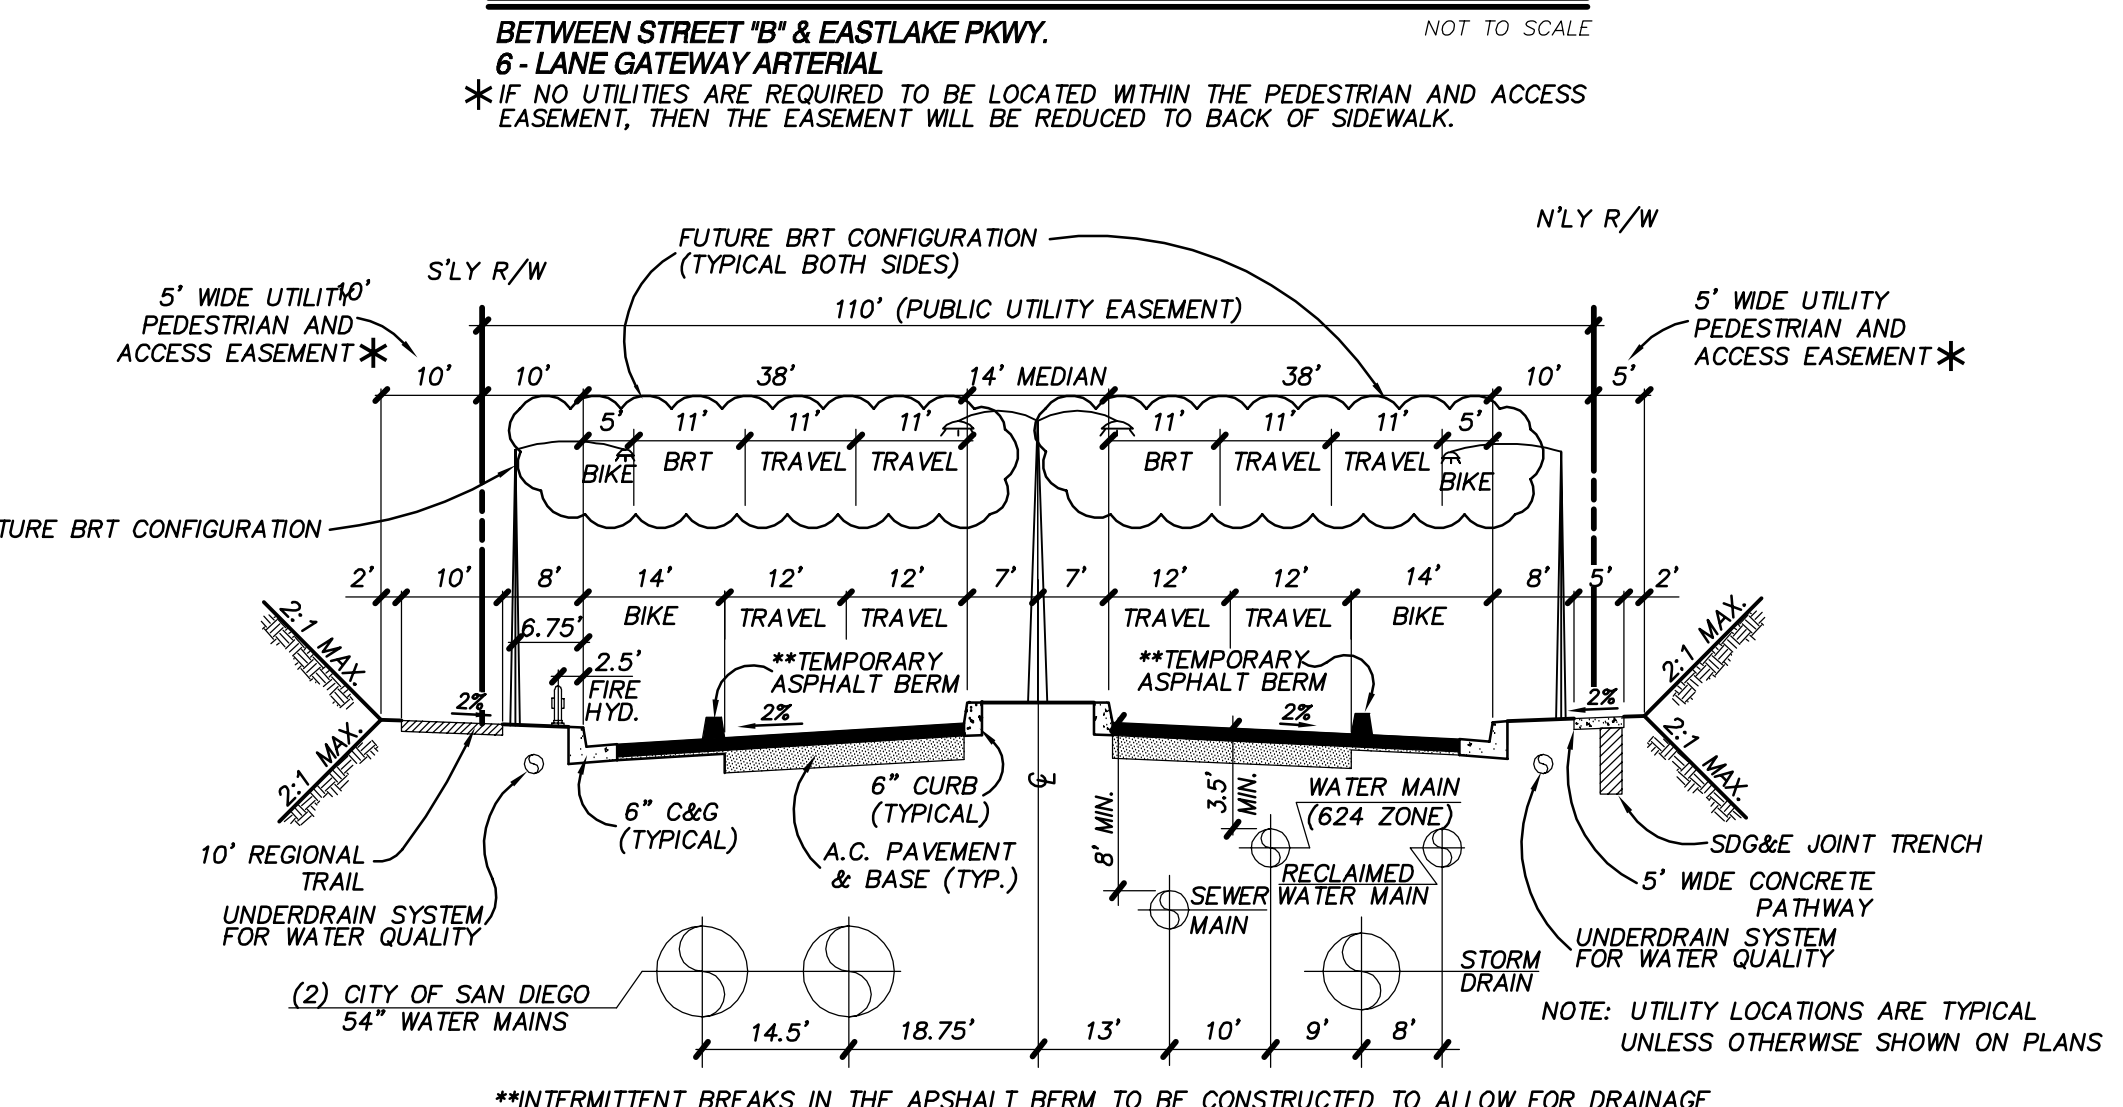 BETWEEN STREET "B" & EASTLAKE PKWY.
NOT TO SCALE
6 - LANE GATEWAY ARTERIAL
* IF NO UTILITIES ARE REQUIRED TO BE LOCATED WITHIN THE PEDESTRIAN AND ACCESS
EASEMENT, THEN THE EASEMENT WILL BE REDUCED TO BACK OF SIDEWALK.
N'LY R/W
FUTURE BRT CONFIGURATION
(TYPICAL BOTH SIDES)
S'LY R/W
10'
5' WIDE UTILITY
PEDESTRIAN AND
ACCESS EASEMENT *
110' (PUBLIC UTILITY EASEMENT)
5' WIDE UTILITY
PEDESTRIAN AND
ACCESS EASEMENT *
10' 10' 38' 14' MEDIAN 38' 10' 5'
5' 11' 11' 11' 11' 11' 11' 5'
BIKE BRT TRAVEL TRAVEL BRT TRAVEL TRAVEL BIKE
TURE BRT CONFIGURATION
2' 10' 8' 14' 12' 12' 7' 7' 12' 12' 14' 8' 5' 2'
BIKE TRAVEL TRAVEL TRAVEL TRAVEL BIKE
6.75'
2.5'
FIRE
HYD.
**TEMPORARY
ASPHALT BERM
**TEMPORARY
ASPHALT BERM
2:1 MAX.
2:1 MAX.
2%
2%
2%
2%
2:1 MAX.
2:1 MAX.
6" C&G
(TYPICAL)
6" CURB
(TYPICAL)
A.C. PAVEMENT
& BASE (TYP.)
CL
8' MIN.
3.5'
MIN.
WATER MAIN
(624 ZONE)
RECLAIMED
WATER MAIN
SEWER
MAIN
SDG&E JOINT TRENCH
5' WIDE CONCRETE
PATHWAY
10' REGIONAL
TRAIL
UNDERDRAIN SYSTEM
FOR WATER QUALITY
UNDERDRAIN SYSTEM
FOR WATER QUALITY
STORM
DRAIN
(2) CITY OF SAN DIEGO
54" WATER MAINS
14.5' 18.75' 13' 10' 9' 8'
NOTE: UTILITY LOCATIONS ARE TYPICAL
UNLESS OTHERWISE SHOWN ON PLANS
**INTERMITTENT BREAKS IN THE APSHALT BERM TO BE CONSTRUCTED TO ALLOW FOR DRAINAGE